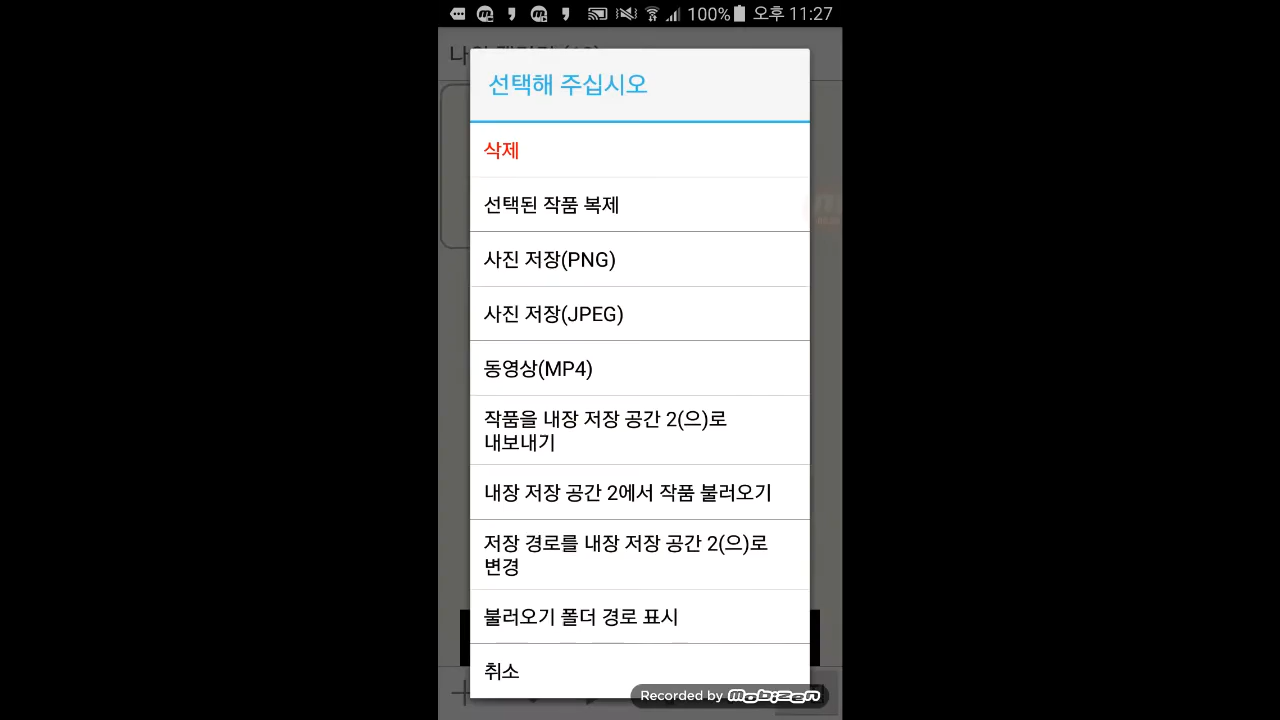 100% 오후 11:27
선택해 주십시오
삭제
선택된 작품 복제
사진 저장(PNG)
사진 저장(JPEG)
동영상(MP4)
작품을 내장 저장 공간 2(으)로
내보내기
내장 저장 공간 2에서 작품 불러오기
저장 경로를 내장 저장 공간 2(으)로
변경
불러오기 폴더 경로 표시
취소
Recorded by mobizen